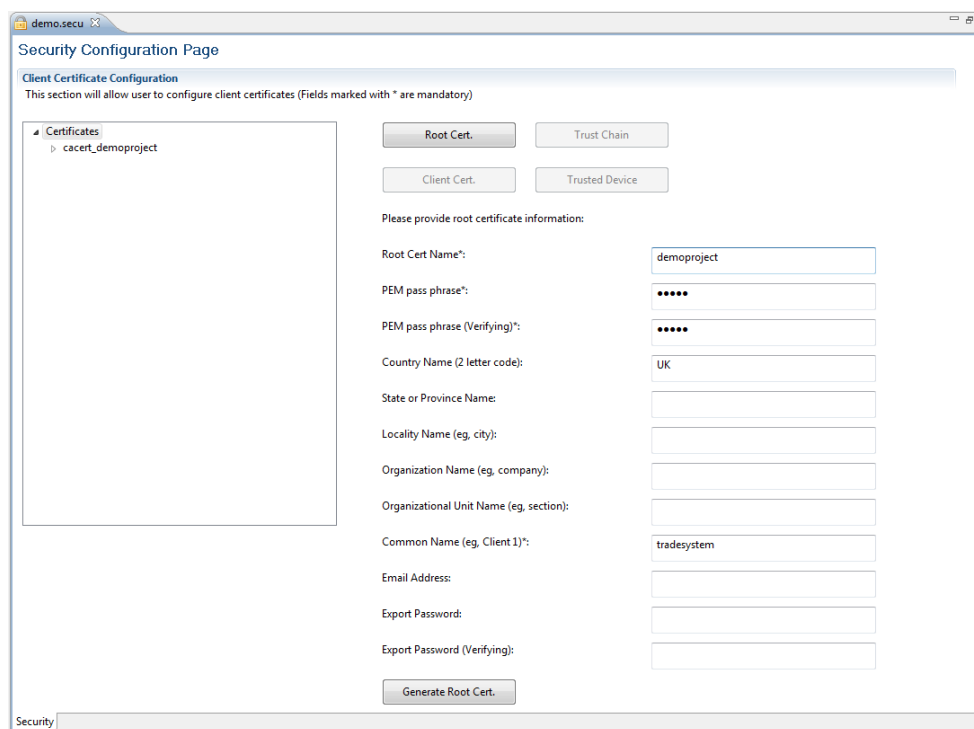 demo.secu
Security Configuration Page
Client Certificate Configuration
This section will allow user to configure client certificates (Fields marked with * are mandatory)
Certificates
cacert_demoproject
Root Cert. Trust Chain
Client Cert. Trusted Device
Please provide root certificate information:
Root Cert Name*: demoproject
PEM pass phrase*: •••••
PEM pass phrase (Verifying)*: •••••
Country Name (2 letter code): UK
State or Province Name:
Locality Name (eg, city):
Organization Name (eg, company):
Organizational Unit Name (eg, section):
Common Name (eg, Client 1)*: tradesystem
Email Address:
Export Password:
Export Password (Verifying):
Generate Root Cert.
Security